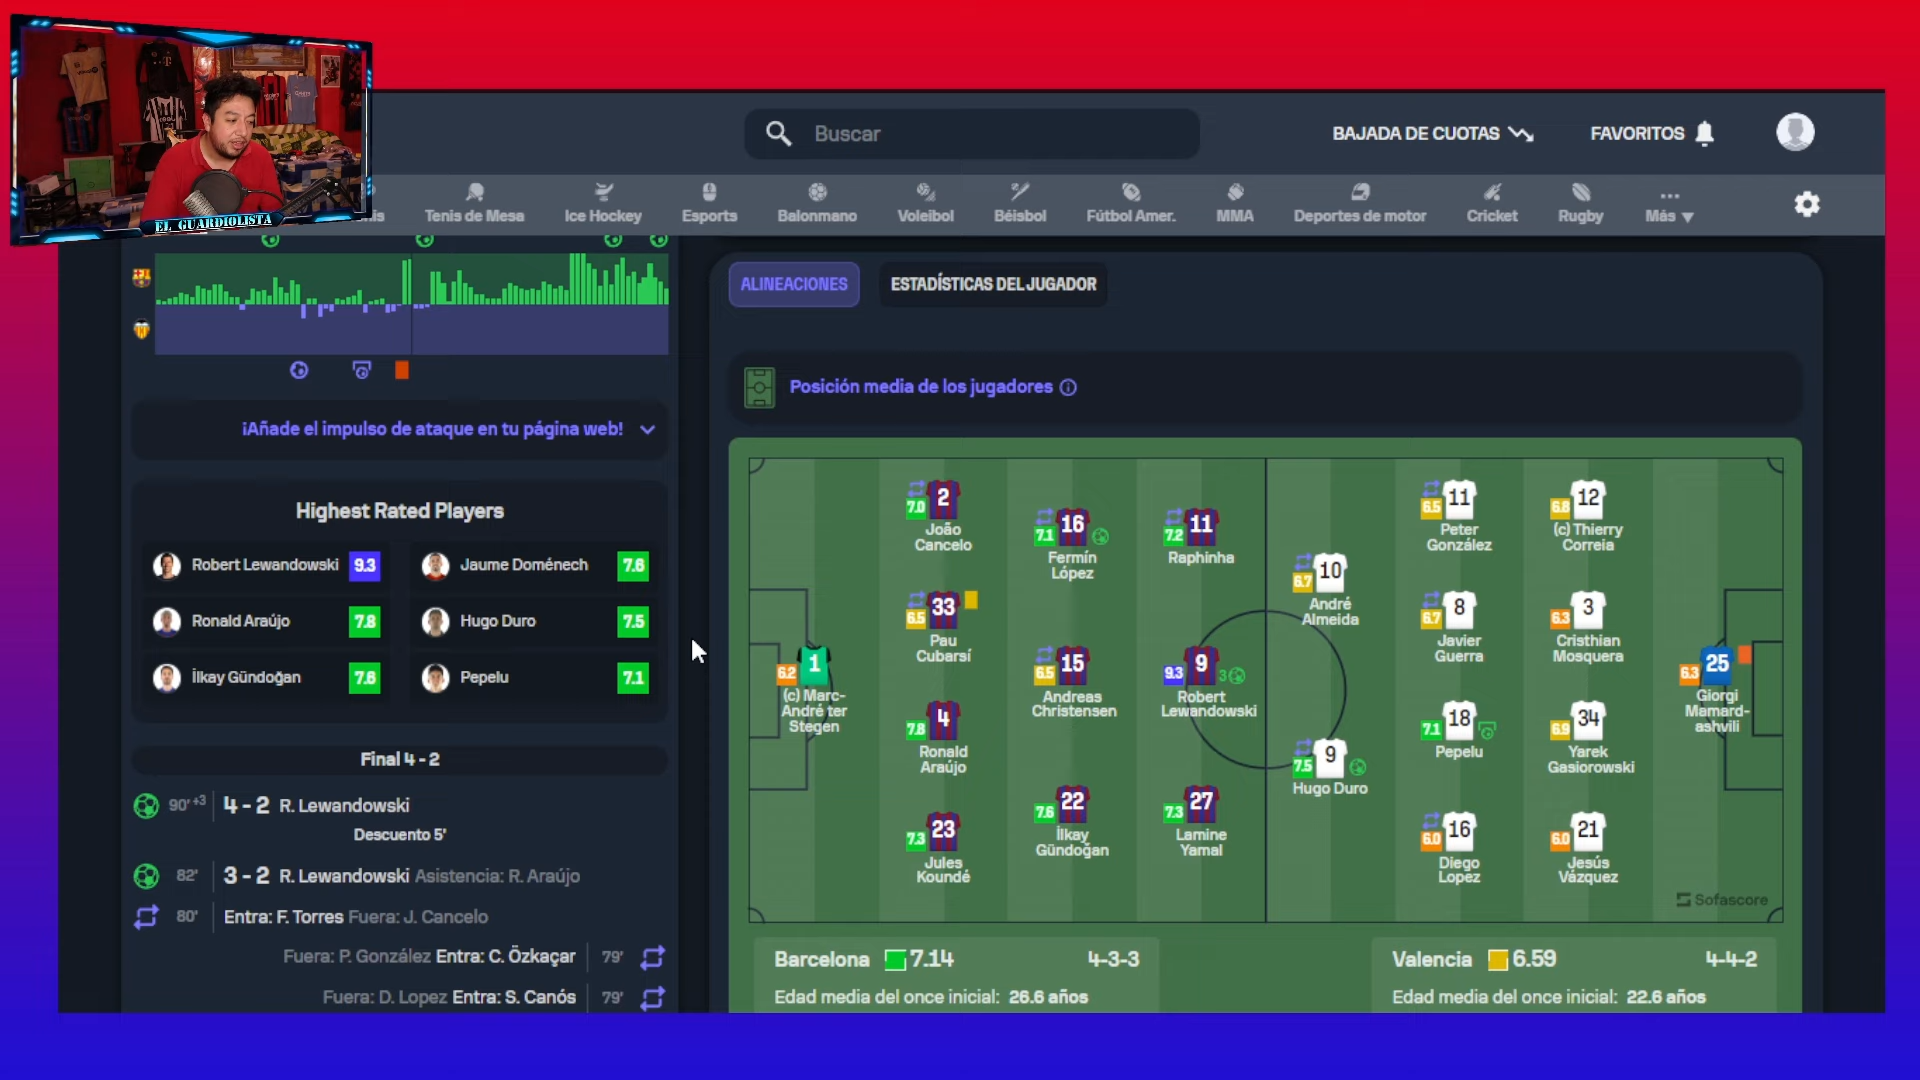 EL GUARDIOLISTA
Buscar
BAJADA DE CUOTAS
FAVORITOS
Tenis de Mesa
Ice Hockey
Esports
Balonmano
Voleibol
Béisbol
Fútbol Amer.
MMA
Deportes de motor
Cricket
Rugby
Más
¡Añade el impulso de ataque en tu página web!
Highest Rated Players
Robert Lewandowski 9.3
Jaume Doménech 7.6
Ronald Araújo 7.8
Hugo Duro 7.5
İlkay Gündoğan 7.6
Pepelu 7.1
Final 4 - 2
90'+3 4 - 2 R. Lewandowski
Descuento 5'
82' 3 - 2 R. Lewandowski Asistencia: R. Araújo
80' Entra: F. Torres Fuera: J. Cancelo
Fuera: P. González Entra: C. Özkaçar 79'
Fuera: D. Lopez Entra: S. Canós 79'
ALINEACIONES
ESTADÍSTICAS DEL JUGADOR
Posición media de los jugadores
1
6.2
(c) Marc-
André ter
Stegen
2
7.0
João
Cancelo
33
6.5
Pau
Cubarsí
4
7.8
Ronald
Araújo
23
7.3
Jules
Koundé
16
7.1
Fermín
López
15
6.5
Andreas
Christensen
22
7.6
İlkay
Gündoğan
11
7.2
Raphinha
9
9.3
3
Robert
Lewandowski
27
7.3
Lamine
Yamal
10
6.7
André
Almeida
9
7.5
Hugo Duro
11
6.5
Peter
González
8
6.7
Javier
Guerra
18
7.1
Pepelu
16
6.0
Diego
Lopez
12
6.8
(c) Thierry
Correia
3
6.3
Cristhian
Mosquera
34
6.9
Yarek
Gasiorowski
21
6.0
Jesús
Vázquez
25
6.3
Giorgi
Mamard-
ashvili
Sofascore
Barcelona 7.14 4-3-3
Edad media del once inicial: 26.6 años
Valencia 6.59 4-4-2
Edad media del once inicial: 22.6 años